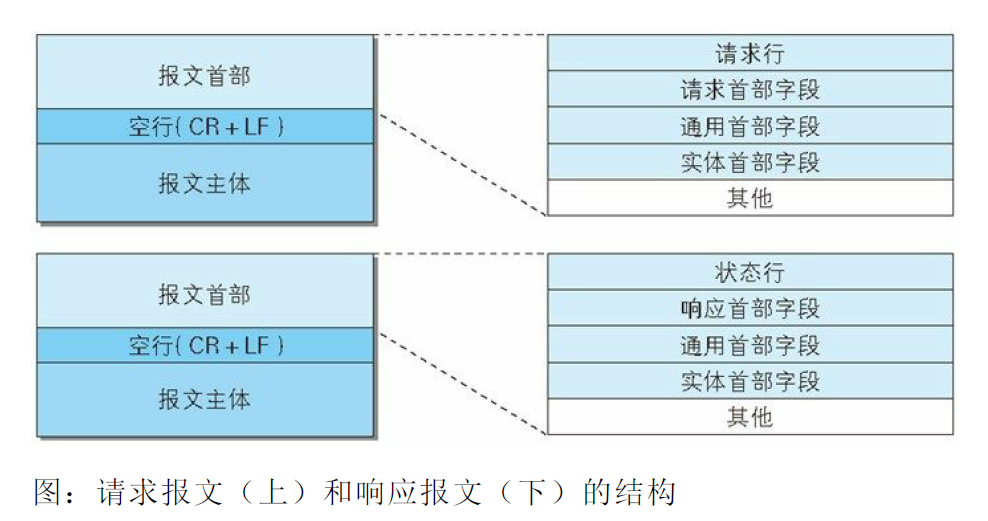 报文首部
空行( CR + LF )
报文主体
请求行
请求首部字段
通用首部字段
实体首部字段
其他
报文首部
空行( CR + LF )
报文主体
状态行
响应首部字段
通用首部字段
实体首部字段
其他
图：请求报文（上）和响应报文（下）的结构